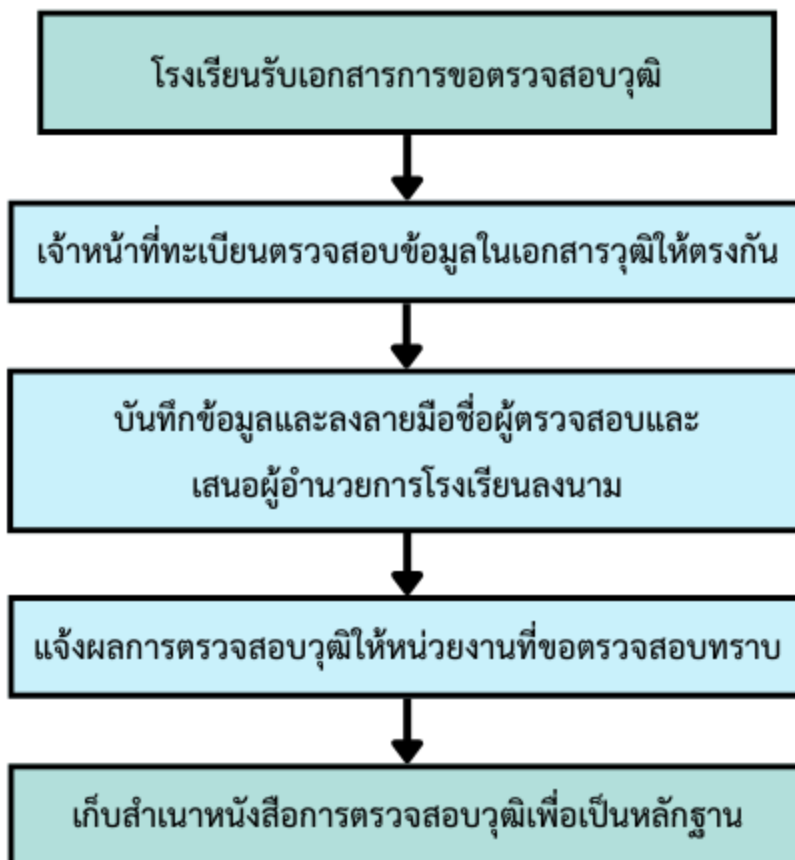 โรงเรียนรับเอกสารการขอตรวจสอบวุฒิ
เจ้าหน้าที่ทะเบียนตรวจสอบข้อมูลในเอกสารวุฒิให้ตรงกัน
บันทึกข้อมูลและลงลายมือชื่อผู้ตรวจสอบและ
เสนอผู้อำนวยการโรงเรียนลงนาม
แจ้งผลการตรวจสอบวุฒิให้หน่วยงานที่ขอตรวจสอบทราบ
เก็บสำเนาหนังสือการตรวจสอบวุฒิเพื่อเป็นหลักฐาน